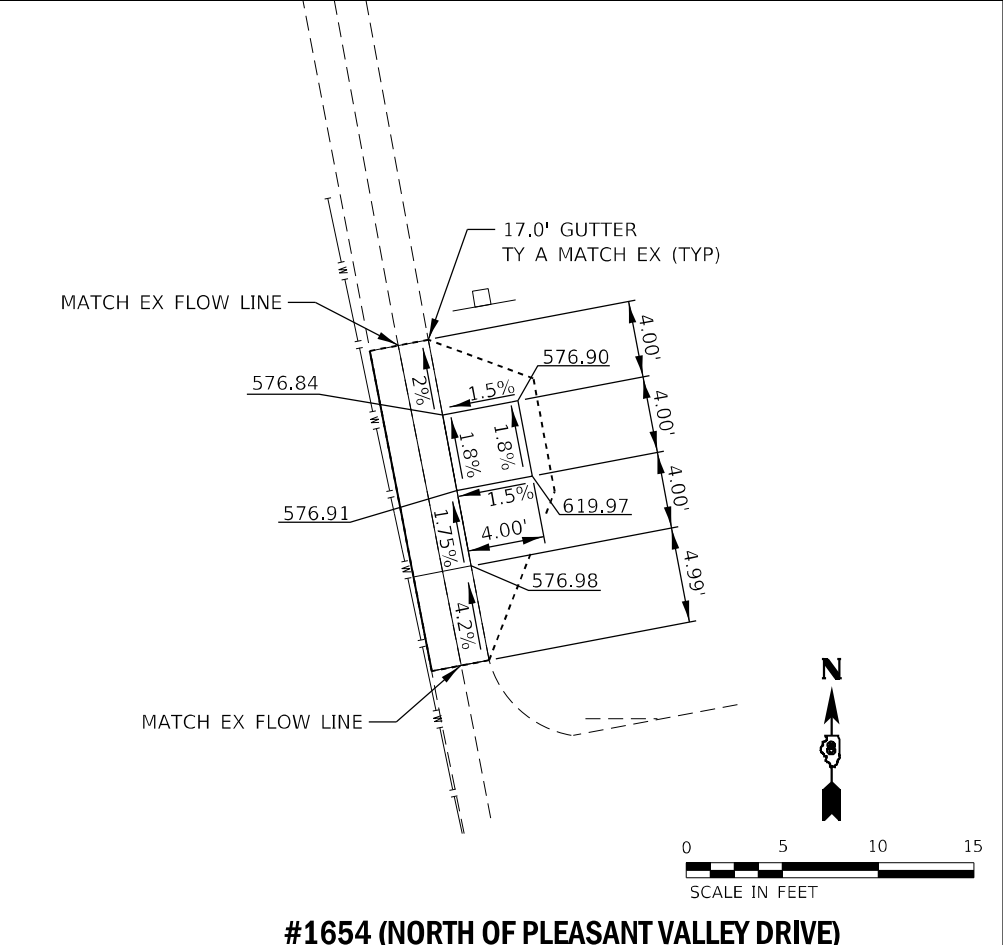 17.0' GUTTER
TY A MATCH EX (TYP)
MATCH EX FLOW LINE
W
4.00'
576.90
576.84
2%
1.5%
4.00'
W
1.8%
1.8%
4.00'
1.5%
619.97
576.91
1.75%
4.00'
W
576.98
4.99'
4.2%
MATCH EX FLOW LINE
W
N
8
0 5 10 15
SCALE IN FEET
#1654 (NORTH OF PLEASANT VALLEY DRIVE)